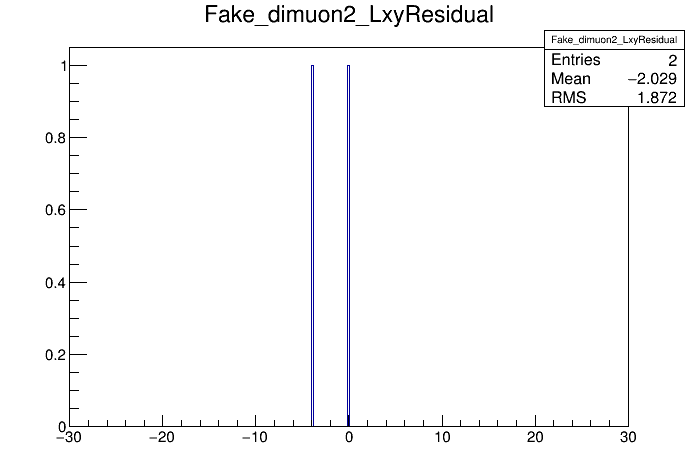 Fake_dimuon2_LxyResidual
Fake_dimuon2_LxyResidual
Entries 2
Mean −2.029
RMS 1.872
1
0.8
0.6
0.4
0.2
0
−30 −20 −10 0 10 20 30